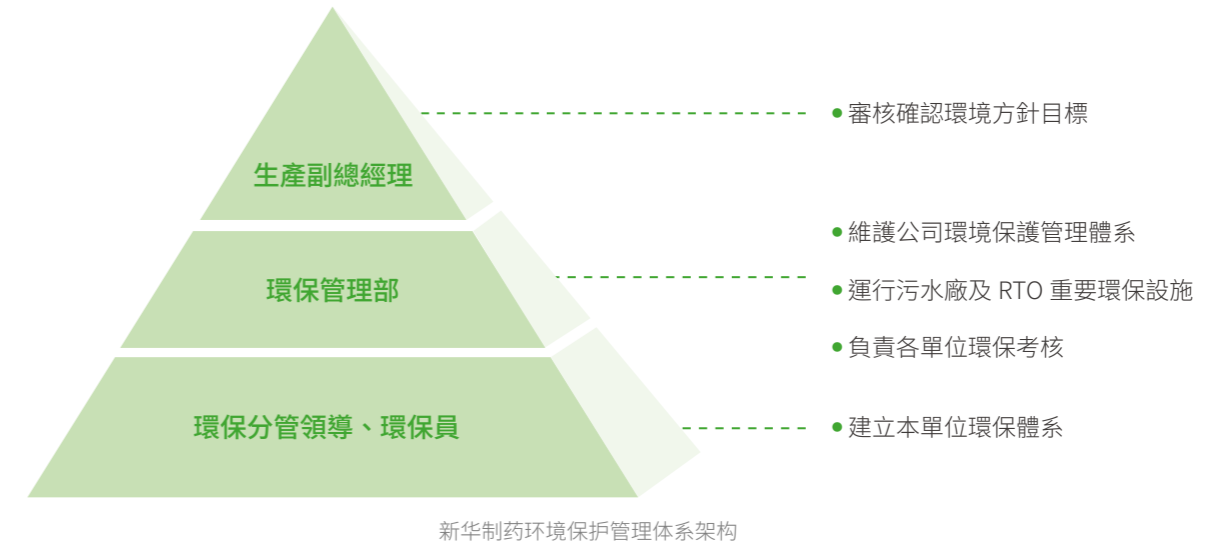 生產副總經理
●審核確認環境方針目標
環保管理部
●維護公司環境保護管理體系
●運行污水廠及 RTO 重要環保設施
●負責各單位環保考核
環保分管領導、環保員
●建立本單位環保體系
新华制药环境保护管理体系架构